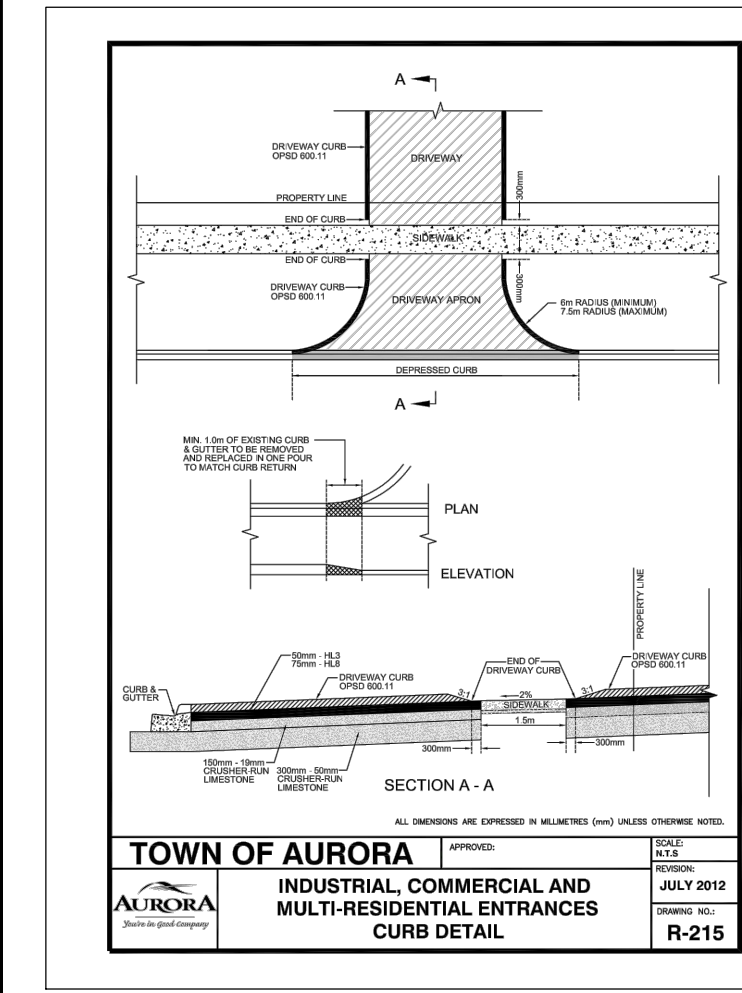 A
DRIVEWAY CURB
OPSD 600.11
DRIVEWAY
300mm
PROPERTY LINE
END OF CURB
SIDEWALK
END OF CURB
300mm
DRIVEWAY CURB
OPSD 600.11
DRIVEWAY APRON
6m RADIUS (MINIMUM)
7.5m RADIUS (MAXIMUM)
DEPRESSED CURB
A
MIN. 1.0m OF EXISTING CURB
& GUTTER TO BE REMOVED
AND REPLACED IN ONE POUR
TO MATCH CURB RETURN
PLAN
ELEVATION
PROPERTY LINE
50mm - HL3
75mm - HL8
DRIVEWAY CURB
OPSD 600.11
END OF
DRIVEWAY CURB
DRIVEWAY CURB
OPSD 600.11
CURB &
GUTTER
3:1
2%
3:1
SIDEWALK
1.5m
300mm
300mm
150mm - 19mm
CRUSHER-RUN
LIMESTONE
300mm - 50mm
CRUSHER-RUN
LIMESTONE
SECTION A - A
ALL DIMENSIONS ARE EXPRESSED IN MILLIMETRES (mm) UNLESS OTHERWISE NOTED.
TOWN OF AURORA
APPROVED:
SCALE:
N.T.S
REVISION:
JULY 2012
AURORA
You're in Good Company
INDUSTRIAL, COMMERCIAL AND
MULTI-RESIDENTIAL ENTRANCES
CURB DETAIL
DRAWING NO.:
R-215